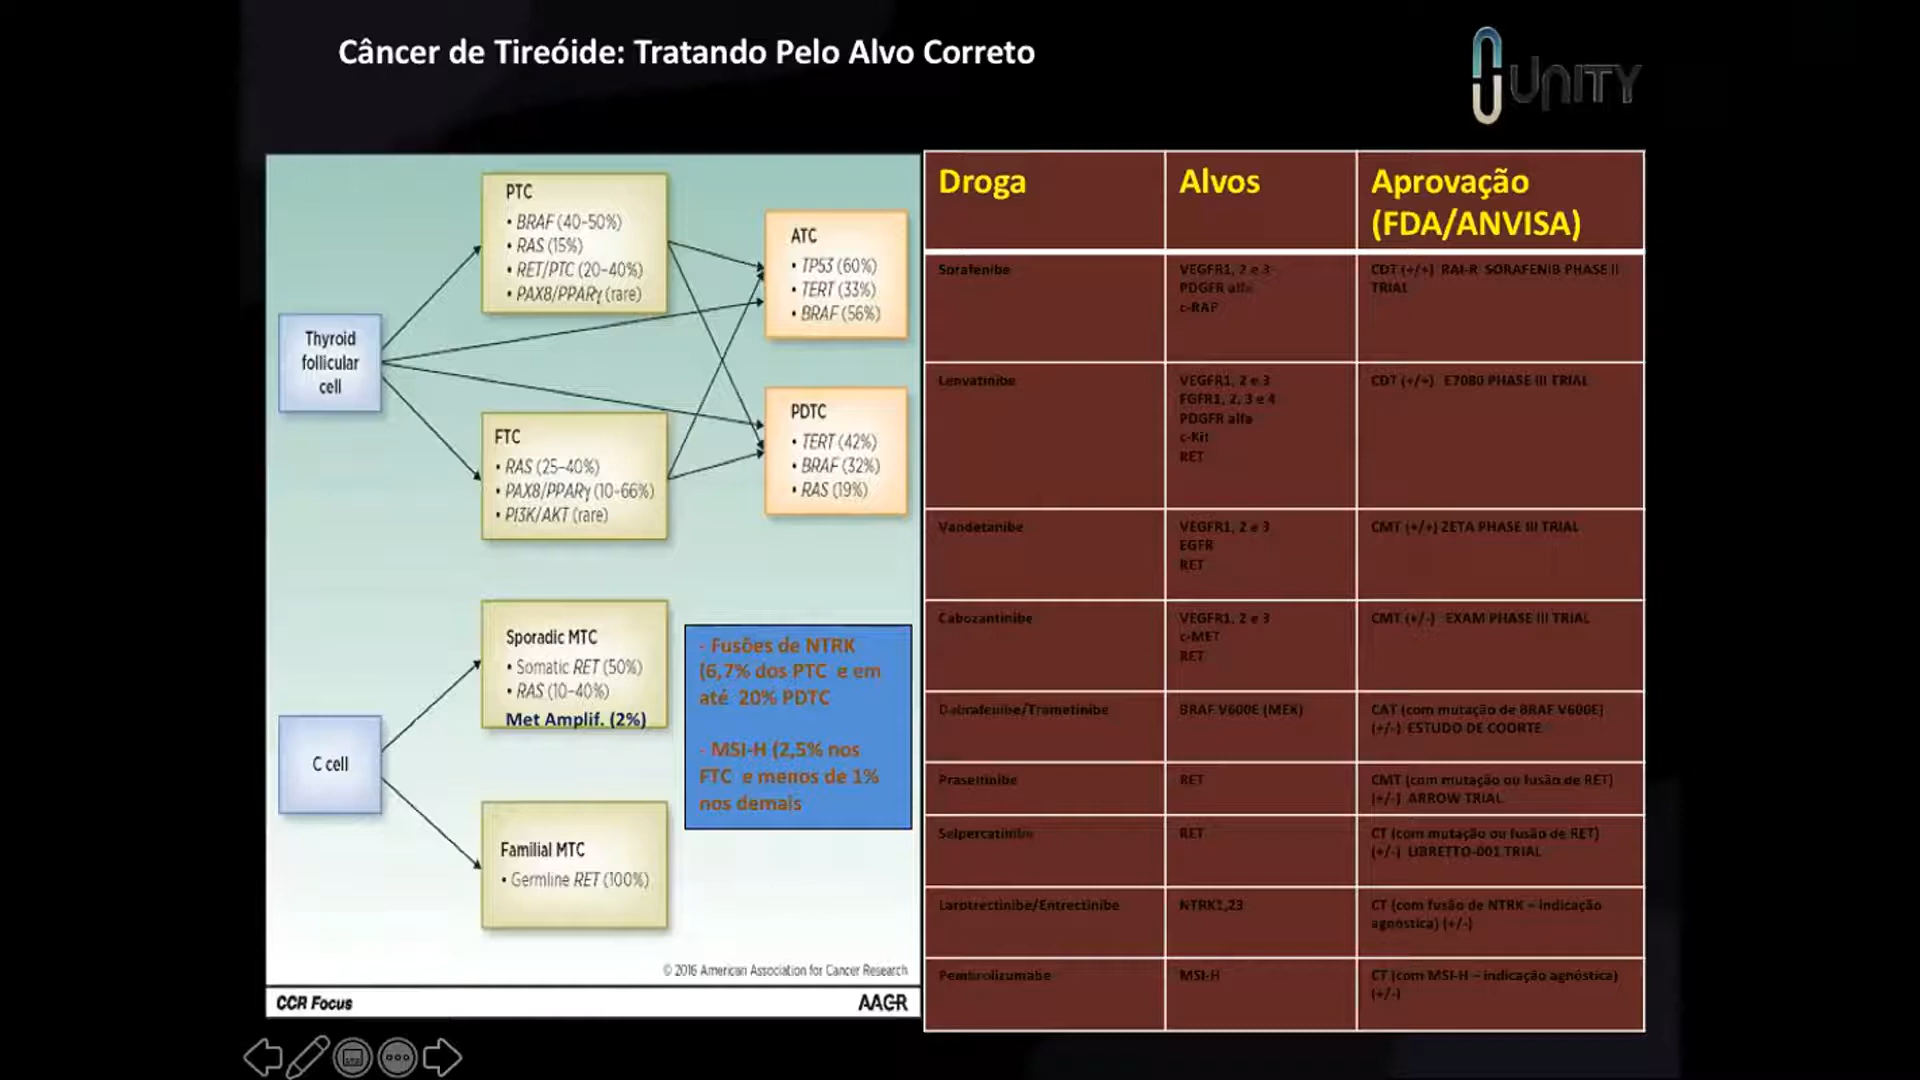 Câncer de Tireóide: Tratando Pelo Alvo Correto
UNITY
Thyroid
follicular
cell
PTC
• BRAF (40–50%)
• RAS (15%)
• RET/PTC (20–40%)
• PAX8/PPARγ (rare)
FTC
• RAS (25–40%)
• PAX8/PPARγ (10–66%)
• PI3K/AKT (rare)
ATC
• TP53 (60%)
• TERT (33%)
• BRAF (56%)
PDTC
• TERT (42%)
• BRAF (32%)
• RAS (19%)
C cell
Sporadic MTC
• Somatic RET (50%)
• RAS (10–40%)
Met Amplif. (2%)
Familial MTC
• Germline RET (100%)
- Fusões de NTRK
(6,7% dos PTC e em
até 20% PDTC
- MSI-H (2,5% nos
FTC e menos de 1%
nos demais
© 2016 American Association for Cancer Research
CCR Focus
AACR
Droga
Alvos
Aprovação
(FDA/ANVISA)
Sorafenibe
VEGFR1, 2 e 3
PDGFR alfa
c-RAF
CDT (+/+) RAI-R SORAFENIB PHASE II
TRIAL
Lenvatinibe
VEGFR1, 2 e 3
FGFR1, 2, 3 e 4
PDGFR alfa
c-Kit
RET
CDT (+/+) E7080 PHASE III TRIAL
Vandetanibe
VEGFR1, 2 e 3
EGFR
RET
CMT (+/+) ZETA PHASE III TRIAL
Cabozantinibe
VEGFR1, 2 e 3
c-MET
RET
CMT (+/-) EXAM PHASE III TRIAL
Dabrafenibe/Trametinibe
BRAF V600E (MEK)
CAT (com mutação de BRAF V600E)
(+/-) ESTUDO DE COORTE
Prasetinibe
RET
CMT (com mutação ou fusão de RET)
(+/-) ARROW TRIAL
Selpercatinibe
RET
CT (com mutação ou fusão de RET)
(+/-) LIBRETTO-001 TRIAL
Larotrectinibe/Entrectinibe
NTRK1,23
CT (com fusão de NTRK – indicação
agnóstica) (+/-)
Pembrolizumabe
MSI-H
CT (com MSI-H – indicação agnóstica)
(+/-)